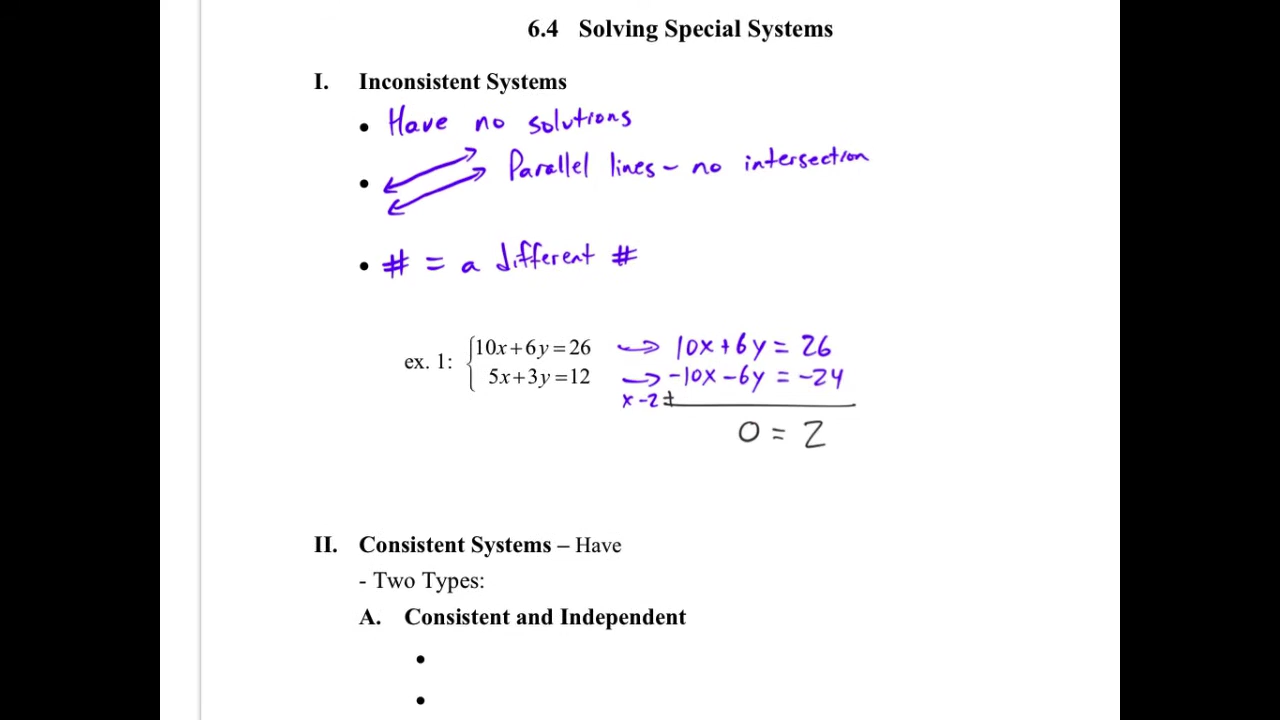 6.4 Solving Special Systems
I. Inconsistent Systems
• Have no solutions
• Parallel lines - no intersection
• # = a different #
ex. 1: { 10x+6y=26 → 10x+6y = 26
5x+3y=12 → -10x-6y = -24
x -2 +
0 = 2
II. Consistent Systems – Have
- Two Types:
A. Consistent and Independent
•
•